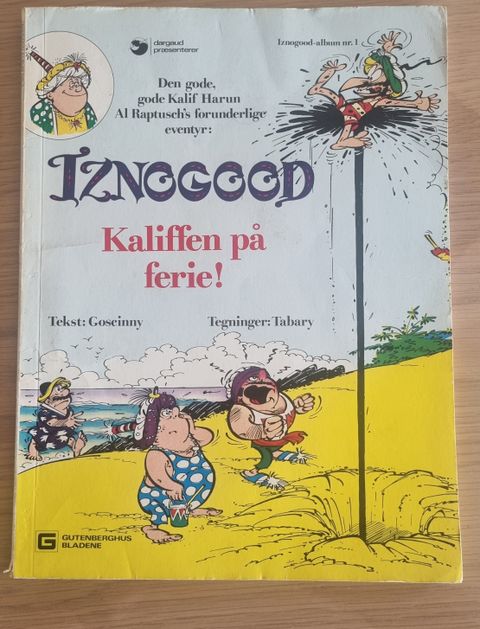 dargaud
præsenterer
Iznogood-album nr. 1
Den gode,
gode Kalif Harun
Al Raptusch's forunderlige
eventyr:
IZNOGOOD
Kaliffen på
ferie!
Tekst: Goscinny
Tegninger: Tabary
G
GUTENBERGHUS
BLADENE